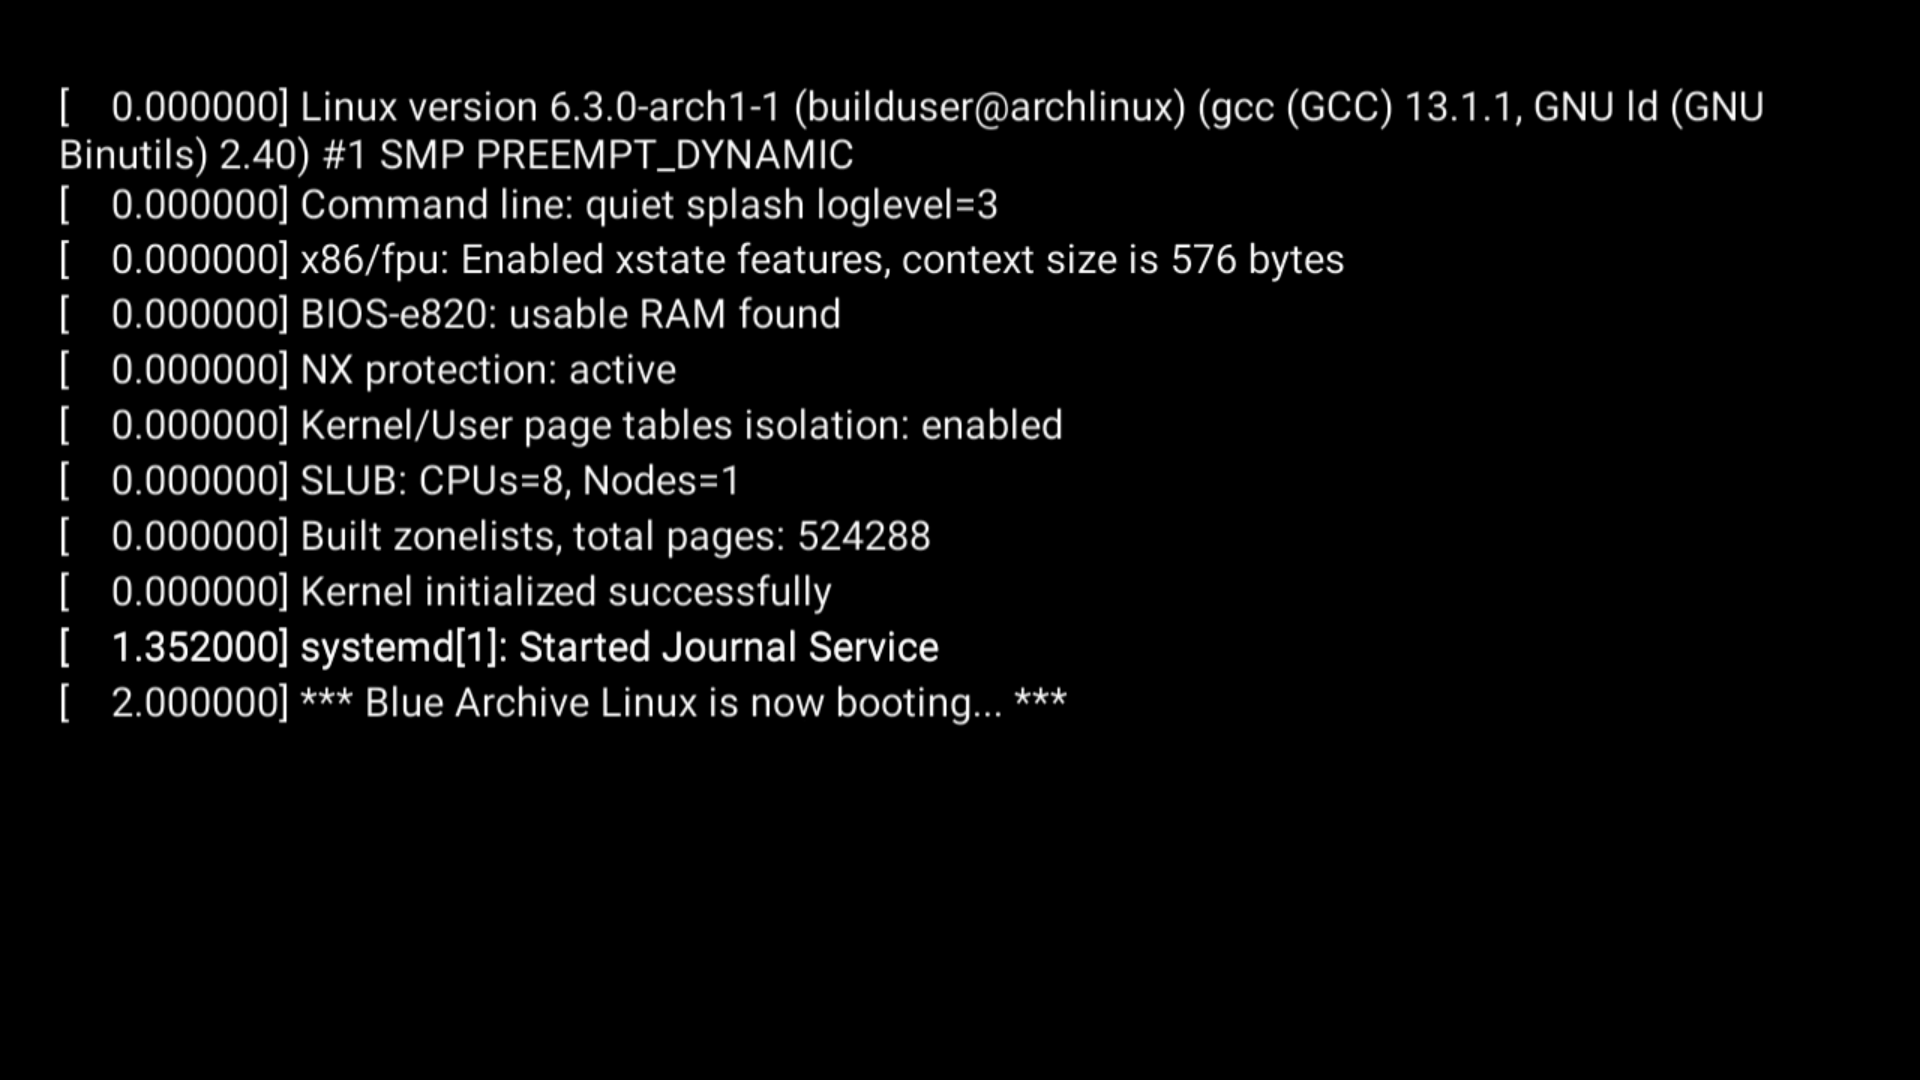 [    0.000000] Linux version 6.3.0-arch1-1 (builduser@archlinux) (gcc (GCC) 13.1.1, GNU ld (GNU
Binutils) 2.40) #1 SMP PREEMPT_DYNAMIC
[    0.000000] Command line: quiet splash loglevel=3
[    0.000000] x86/fpu: Enabled xstate features, context size is 576 bytes
[    0.000000] BIOS-e820: usable RAM found
[    0.000000] NX protection: active
[    0.000000] Kernel/User page tables isolation: enabled
[    0.000000] SLUB: CPUs=8, Nodes=1
[    0.000000] Built zonelists, total pages: 524288
[    0.000000] Kernel initialized successfully
[    1.352000] systemd[1]: Started Journal Service
[    2.000000] *** Blue Archive Linux is now booting... ***